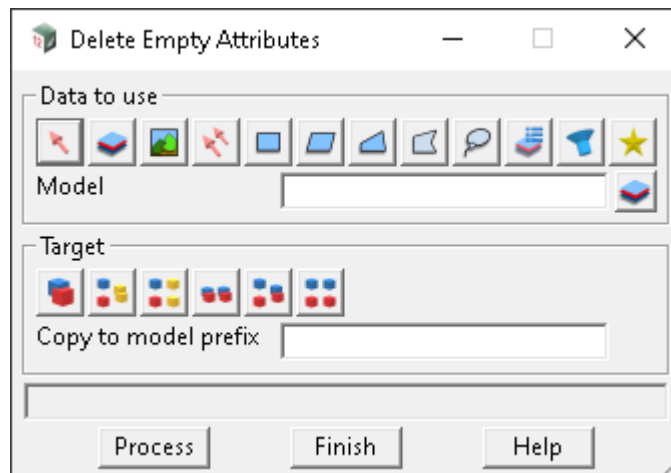 Delete Empty Attributes
Data to use
Model
Target
Copy to model prefix
Process Finish Help